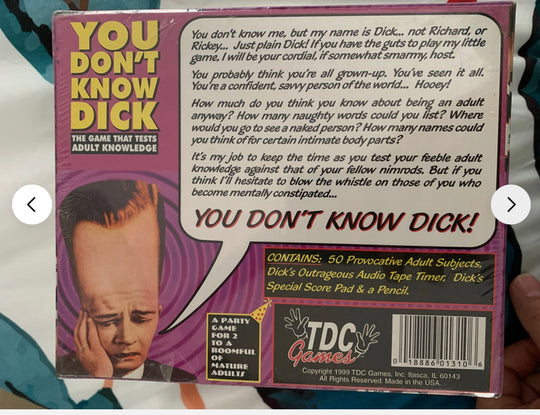 YOU
DON'T
KNOW
DICK
THE GAME THAT TESTS
ADULT KNOWLEDGE
You don't know me, but my name is Dick... not Richard, or
Rickey... Just plain Dick! If you have the guts to play my little
game, I will be your cordial, if somewhat smarmy, host.
You probably think you're all grown-up. You've seen it all.
You're a confident, savvy person of the world... Hooey!
How much do you think you know about being an adult
anyway? How many naughty words could you list? Where
would you go to see a naked person? How many names could
you think of for certain intimate body parts?
It's my job to keep the time as you test your feeble adult
knowledge against that of your fellow nimrods. But if you
think I'll hesitate to blow the whistle on those of you who
become mentally constipated...
YOU DON'T KNOW DICK!
CONTAINS: 50 Provocative Adult Subjects,
Dick's Outrageous Audio Tape Timer, Dick's
Special Score Pad & a Pencil.
A PARTY
GAME
FOR 2
TO A
ROOMFUL
OF
MATURE
ADULTS
TDC
Games
Copyright 1999 TDC Games, Inc. Itasca, IL 60143
All Rights Reserved. Made in the USA.
0 18886 01310 6